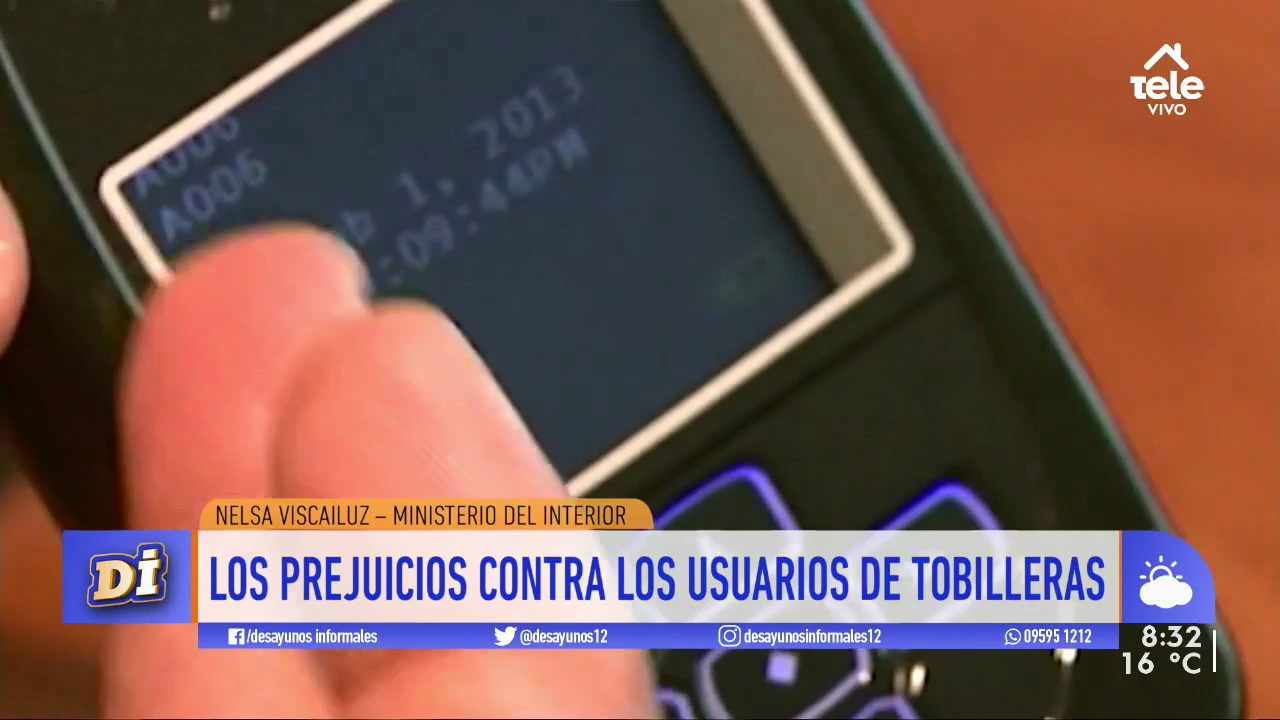 tele
VIVO
A006
A006
b 1, 2013
:09:44PM
NELSA VISCAILUZ – MINISTERIO DEL INTERIOR
Di
LOS PREJUICIOS CONTRA LOS USUARIOS DE TOBILLERAS
/desayunos informales
@desayunos12
desayunosinformales12
09595 1212
8:32
16 °C